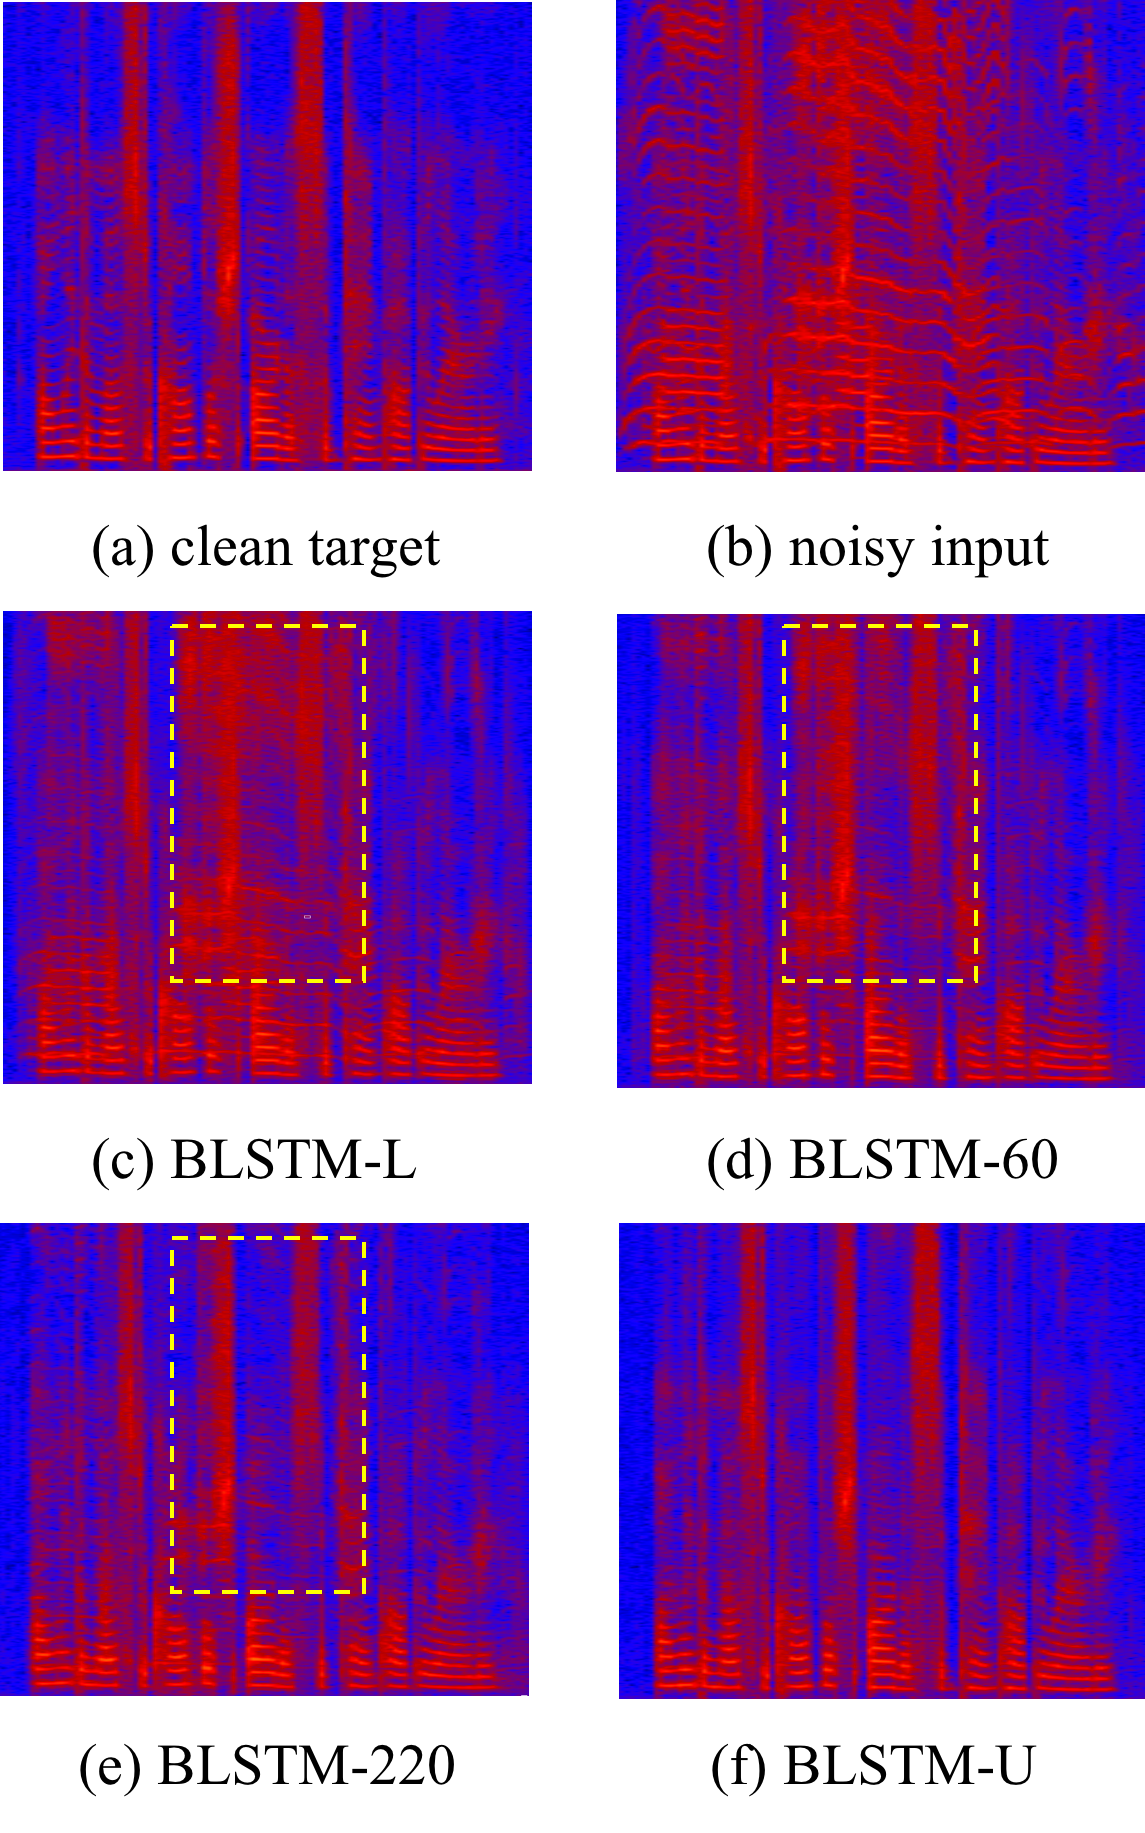 (a) clean target
(b) noisy input
(c) BLSTM-L
(d) BLSTM-60
(e) BLSTM-220
(f) BLSTM-U